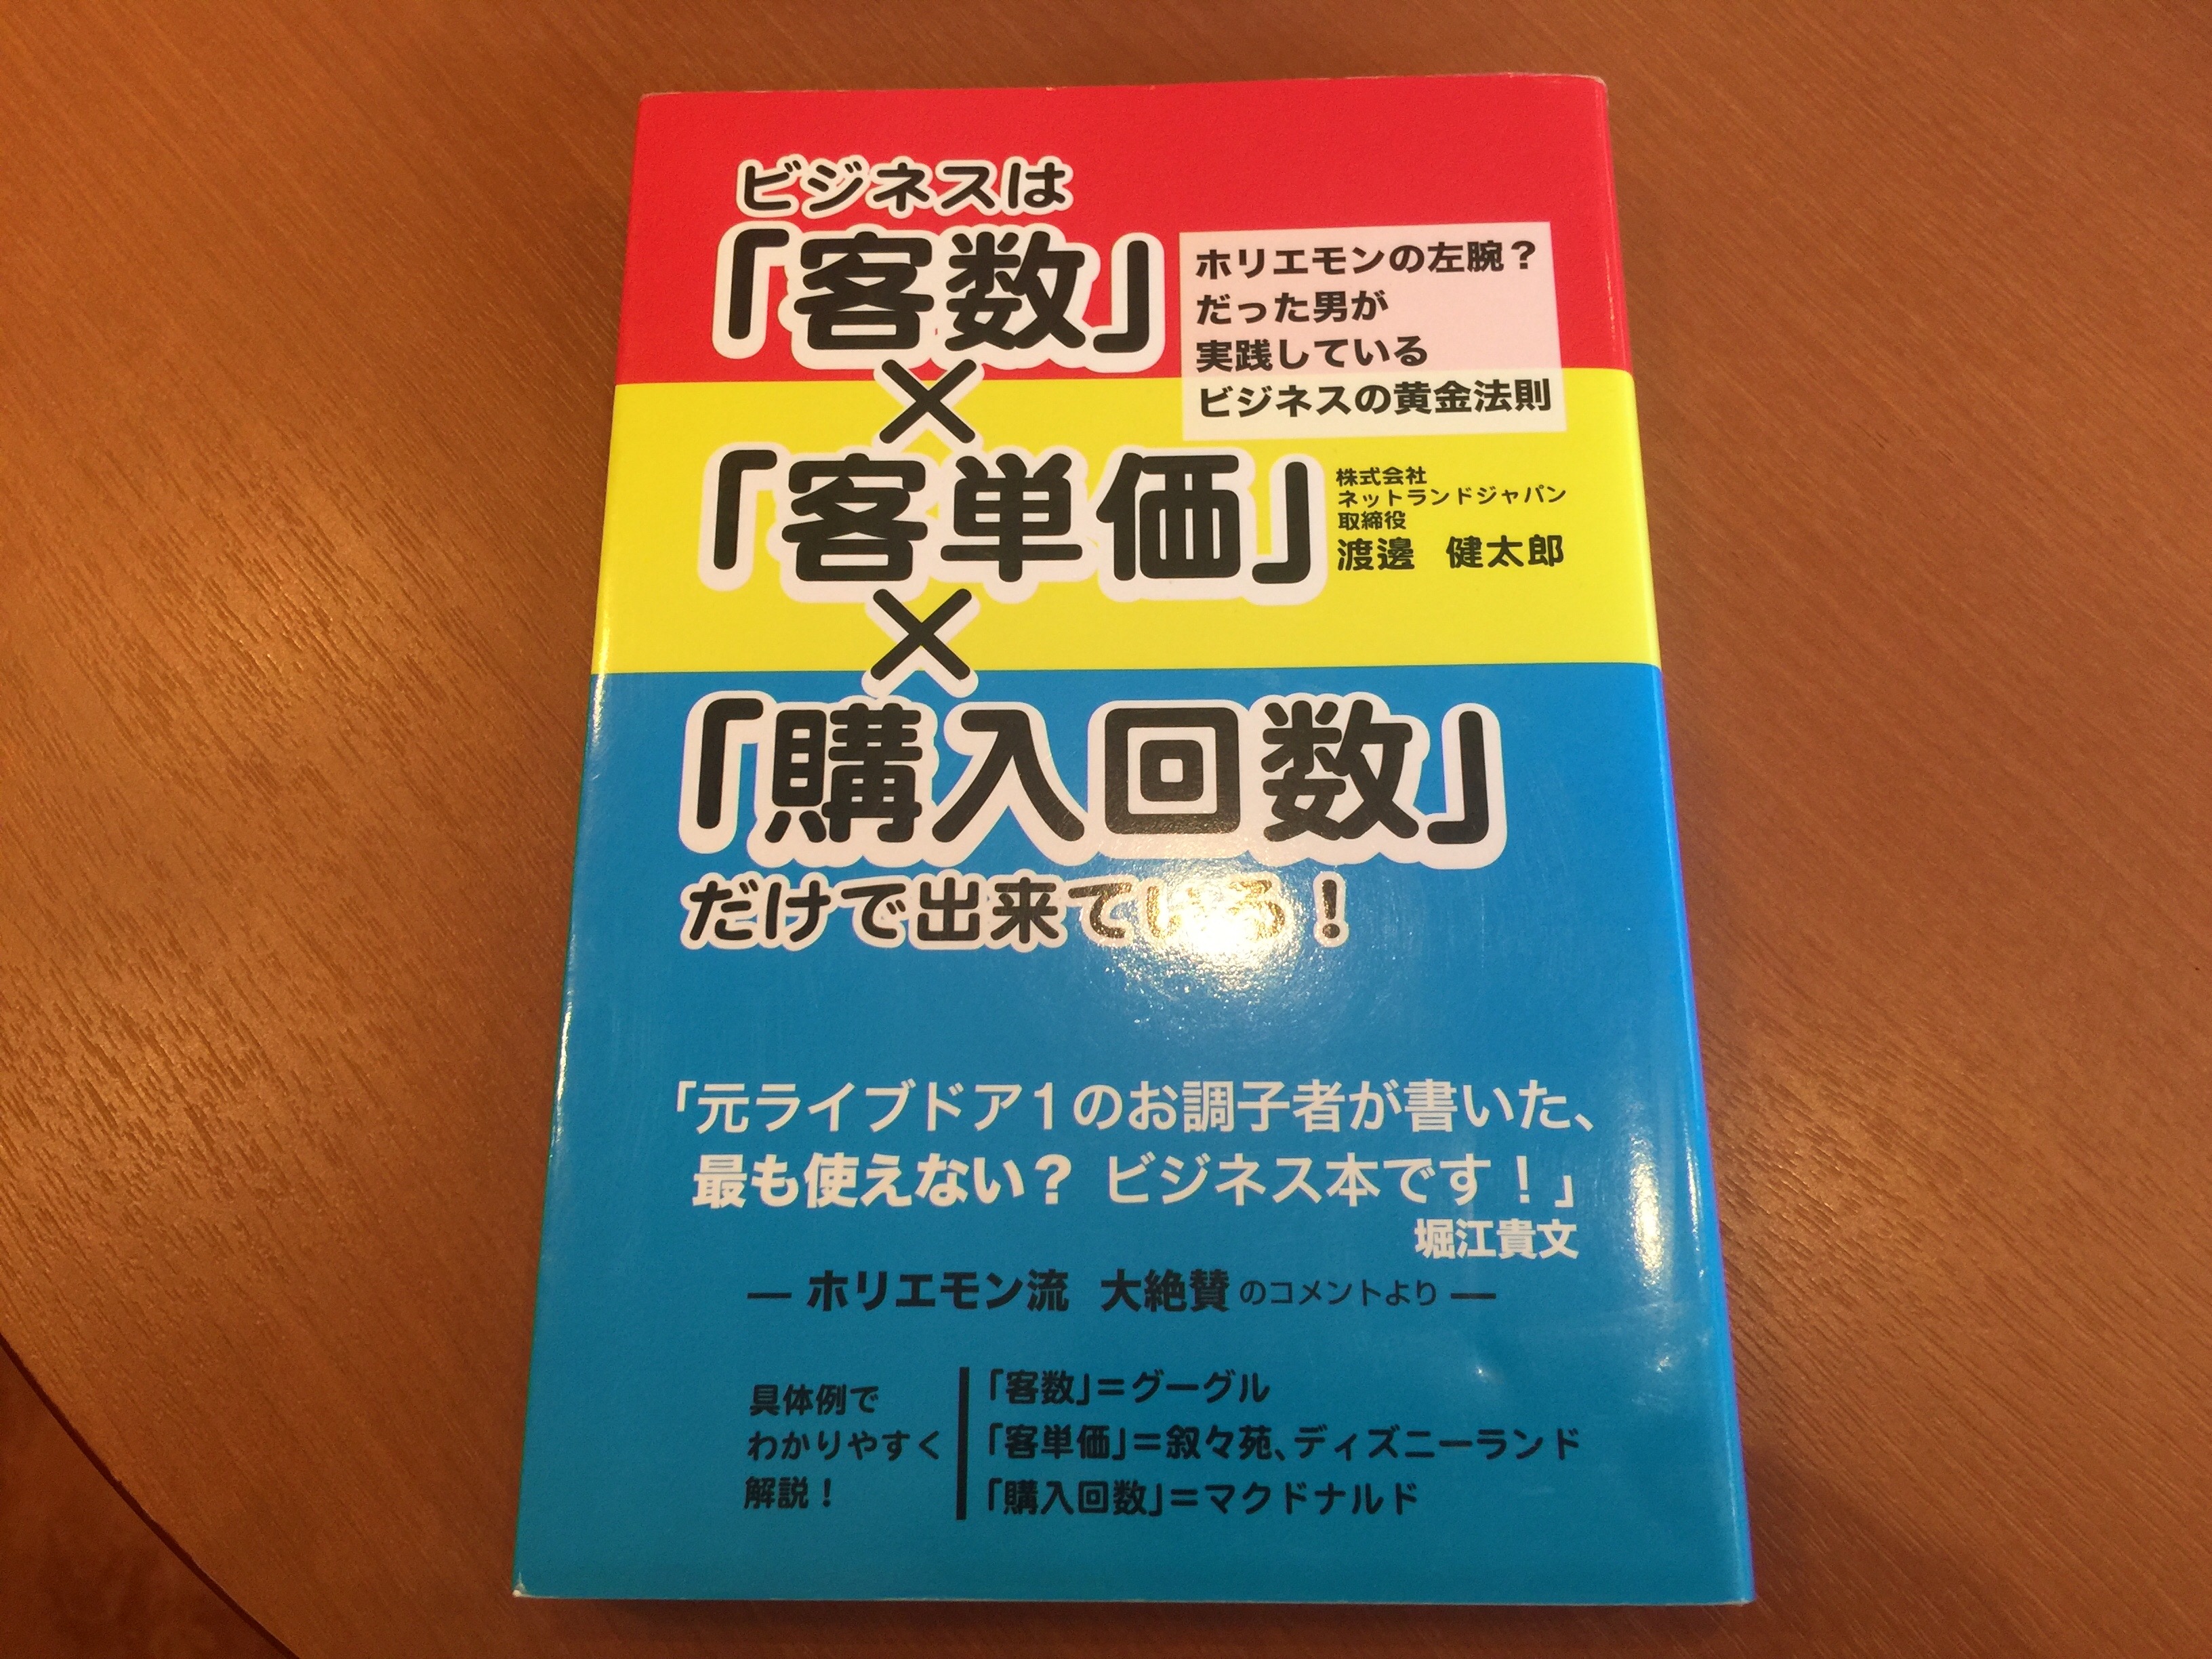 ビジネスは
「客数」
×
「客単価」
×
「購入回数」
だけで出来ている！
ホリエモンの左腕？
だった男が
実践している
ビジネスの黄金法則
株式会社
ネットランドジャパン
取締役
渡邊 健太郎
「元ライブドア1のお調子者が書いた、
最も使えない？ ビジネス本です！」
堀江貴文
― ホリエモン流 大絶賛 のコメントより ―
具体例で
わかりやすく
解説！
「客数」＝グーグル
「客単価」＝叙々苑、ディズニーランド
「購入回数」＝マクドナルド